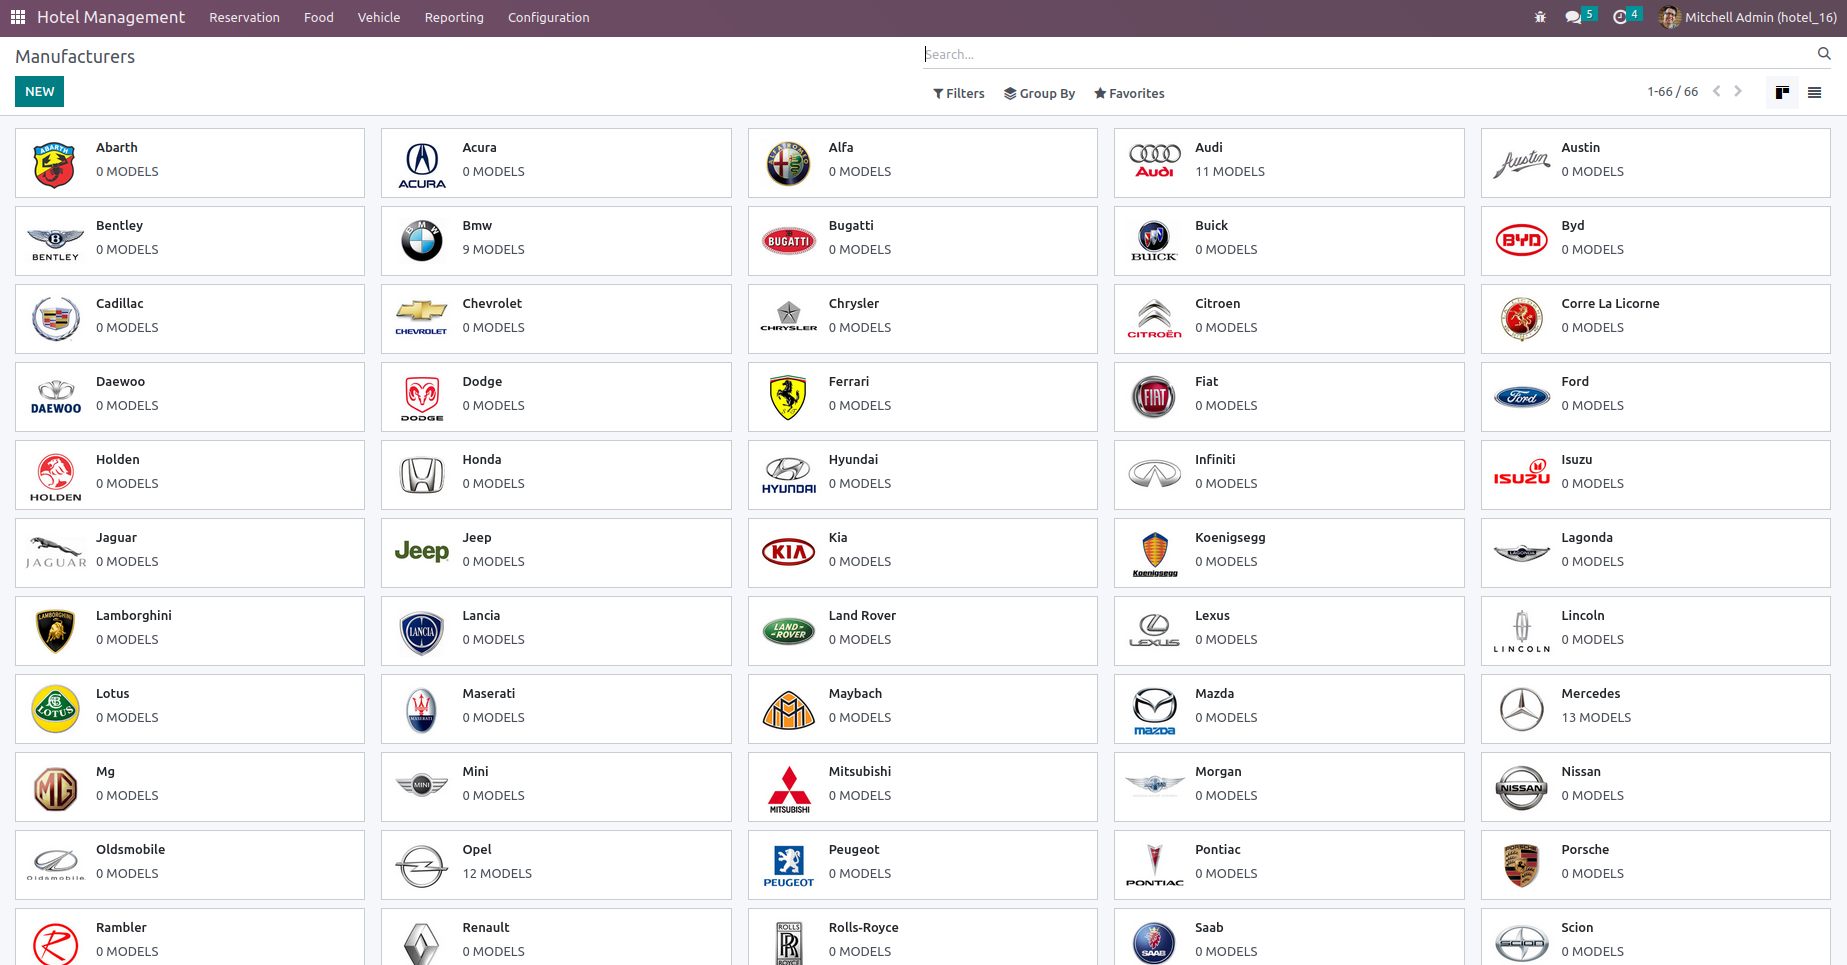 Hotel Management Reservation Food Vehicle Reporting Configuration 5 4 Mitchell Admin (hotel_16)
Manufacturers
Search...
NEW
Filters Group By Favorites 1-66 / 66
Abarth
0 MODELS
ABARTH
Acura
0 MODELS
ACURA
Alfa
0 MODELS
Audi
11 MODELS
Audi
Austin
0 MODELS
Austin
Bentley
0 MODELS
B
BENTLEY
Bmw
9 MODELS
BMW
Bugatti
0 MODELS
BUGATTI
Buick
0 MODELS
BUICK
Byd
0 MODELS
BYD
Cadillac
0 MODELS
Chevrolet
0 MODELS
CHEVROLET
Chrysler
0 MODELS
CHRYSLER
Citroen
0 MODELS
CITROËN
Corre La Licorne
0 MODELS
Daewoo
0 MODELS
DAEWOO
Dodge
0 MODELS
DODGE
Ferrari
0 MODELS
Fiat
0 MODELS
FIAT
Ford
0 MODELS
Ford
Holden
0 MODELS
HOLDEN
Honda
0 MODELS
Hyundai
0 MODELS
HYUNDAI
Infiniti
0 MODELS
Isuzu
0 MODELS
ISUZU
Jaguar
0 MODELS
JAGUAR
Jeep
0 MODELS
Jeep
Kia
0 MODELS
KIA
Koenigsegg
0 MODELS
Koenigsegg
Lagonda
0 MODELS
Lamborghini
0 MODELS
LAMBORGHINI
Lancia
0 MODELS
LANCIA
Land Rover
0 MODELS
LAND-
-ROVER
Lexus
0 MODELS
LEXUS
Lincoln
0 MODELS
LINCOLN
Lotus
0 MODELS
LOTUS
Maserati
0 MODELS
MASERATI
Maybach
0 MODELS
Mazda
0 MODELS
mazda
Mercedes
13 MODELS
Mg
0 MODELS
MG
Mini
0 MODELS
MINI
Mitsubishi
0 MODELS
MITSUBISHI
Morgan
0 MODELS
Nissan
0 MODELS
NISSAN
Oldsmobile
0 MODELS
Oldsmobile
Opel
12 MODELS
Peugeot
0 MODELS
PEUGEOT
Pontiac
0 MODELS
PONTIAC
Porsche
0 MODELS
PORSCHE
Rambler
0 MODELS
R
Renault
0 MODELS
Rolls-Royce
0 MODELS
ROLLS
RR
ROYCE
Saab
0 MODELS
SAAB
Scion
0 MODELS
SCION